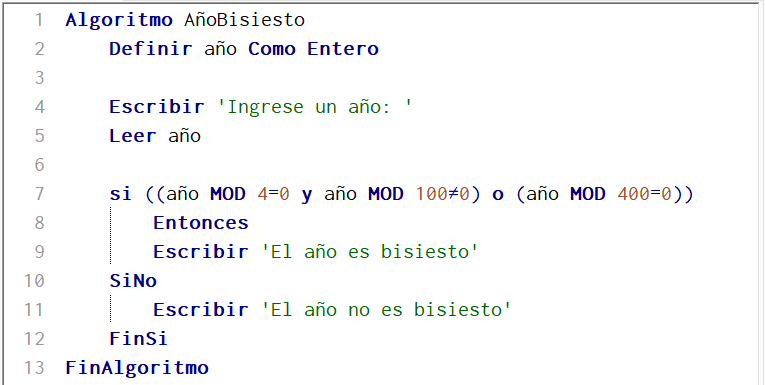 1 Algoritmo AñoBisiesto
2 Definir año Como Entero
3
4 Escribir 'Ingrese un año: '
5 Leer año
6
7 si ((año MOD 4=0 y año MOD 100≠0) o (año MOD 400=0))
8 Entonces
9 Escribir 'El año es bisiesto'
10 SiNo
11 Escribir 'El año no es bisiesto'
12 FinSi
13 FinAlgoritmo